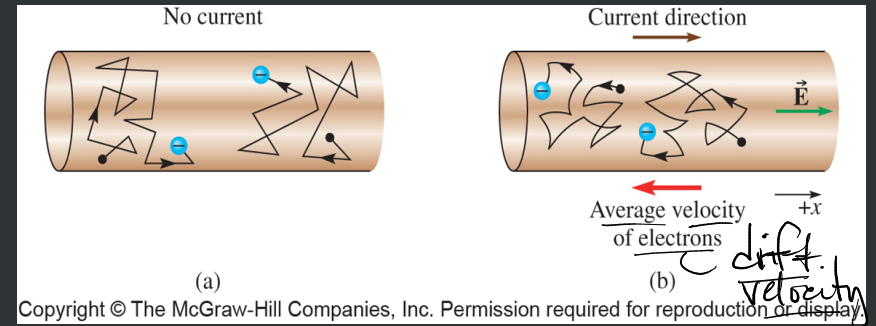 No current
Current direction
E
Average velocity
of electrons
+x
drift
velocity
(a)
(b)
Copyright © The McGraw-Hill Companies, Inc. Permission required for reproduction or display.